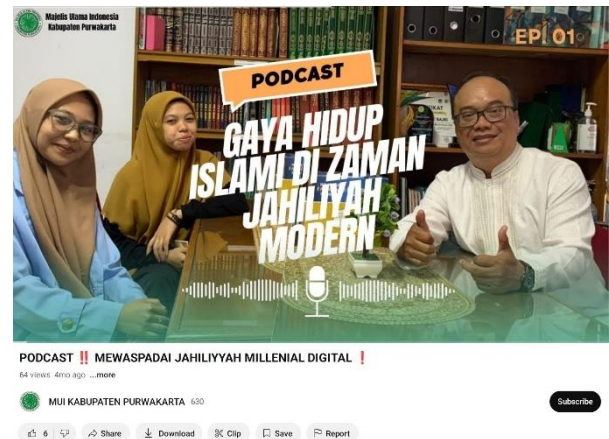 Majelis Ulama Indonesia
Kabupaten Purwakarta
EP. 01
PODCAST
GAYA HIDUP
ISLAMI DI ZAMAN
JAHILIYAH
MODERN
PODCAST ‼️ MEWASPADAI JAHILIYYAH MILLENIAL DIGITAL ❗
64 views 4mo ago ...more
MUI KABUPATEN PURWAKARTA 630
Subscribe
6 Share Download Clip Save Report